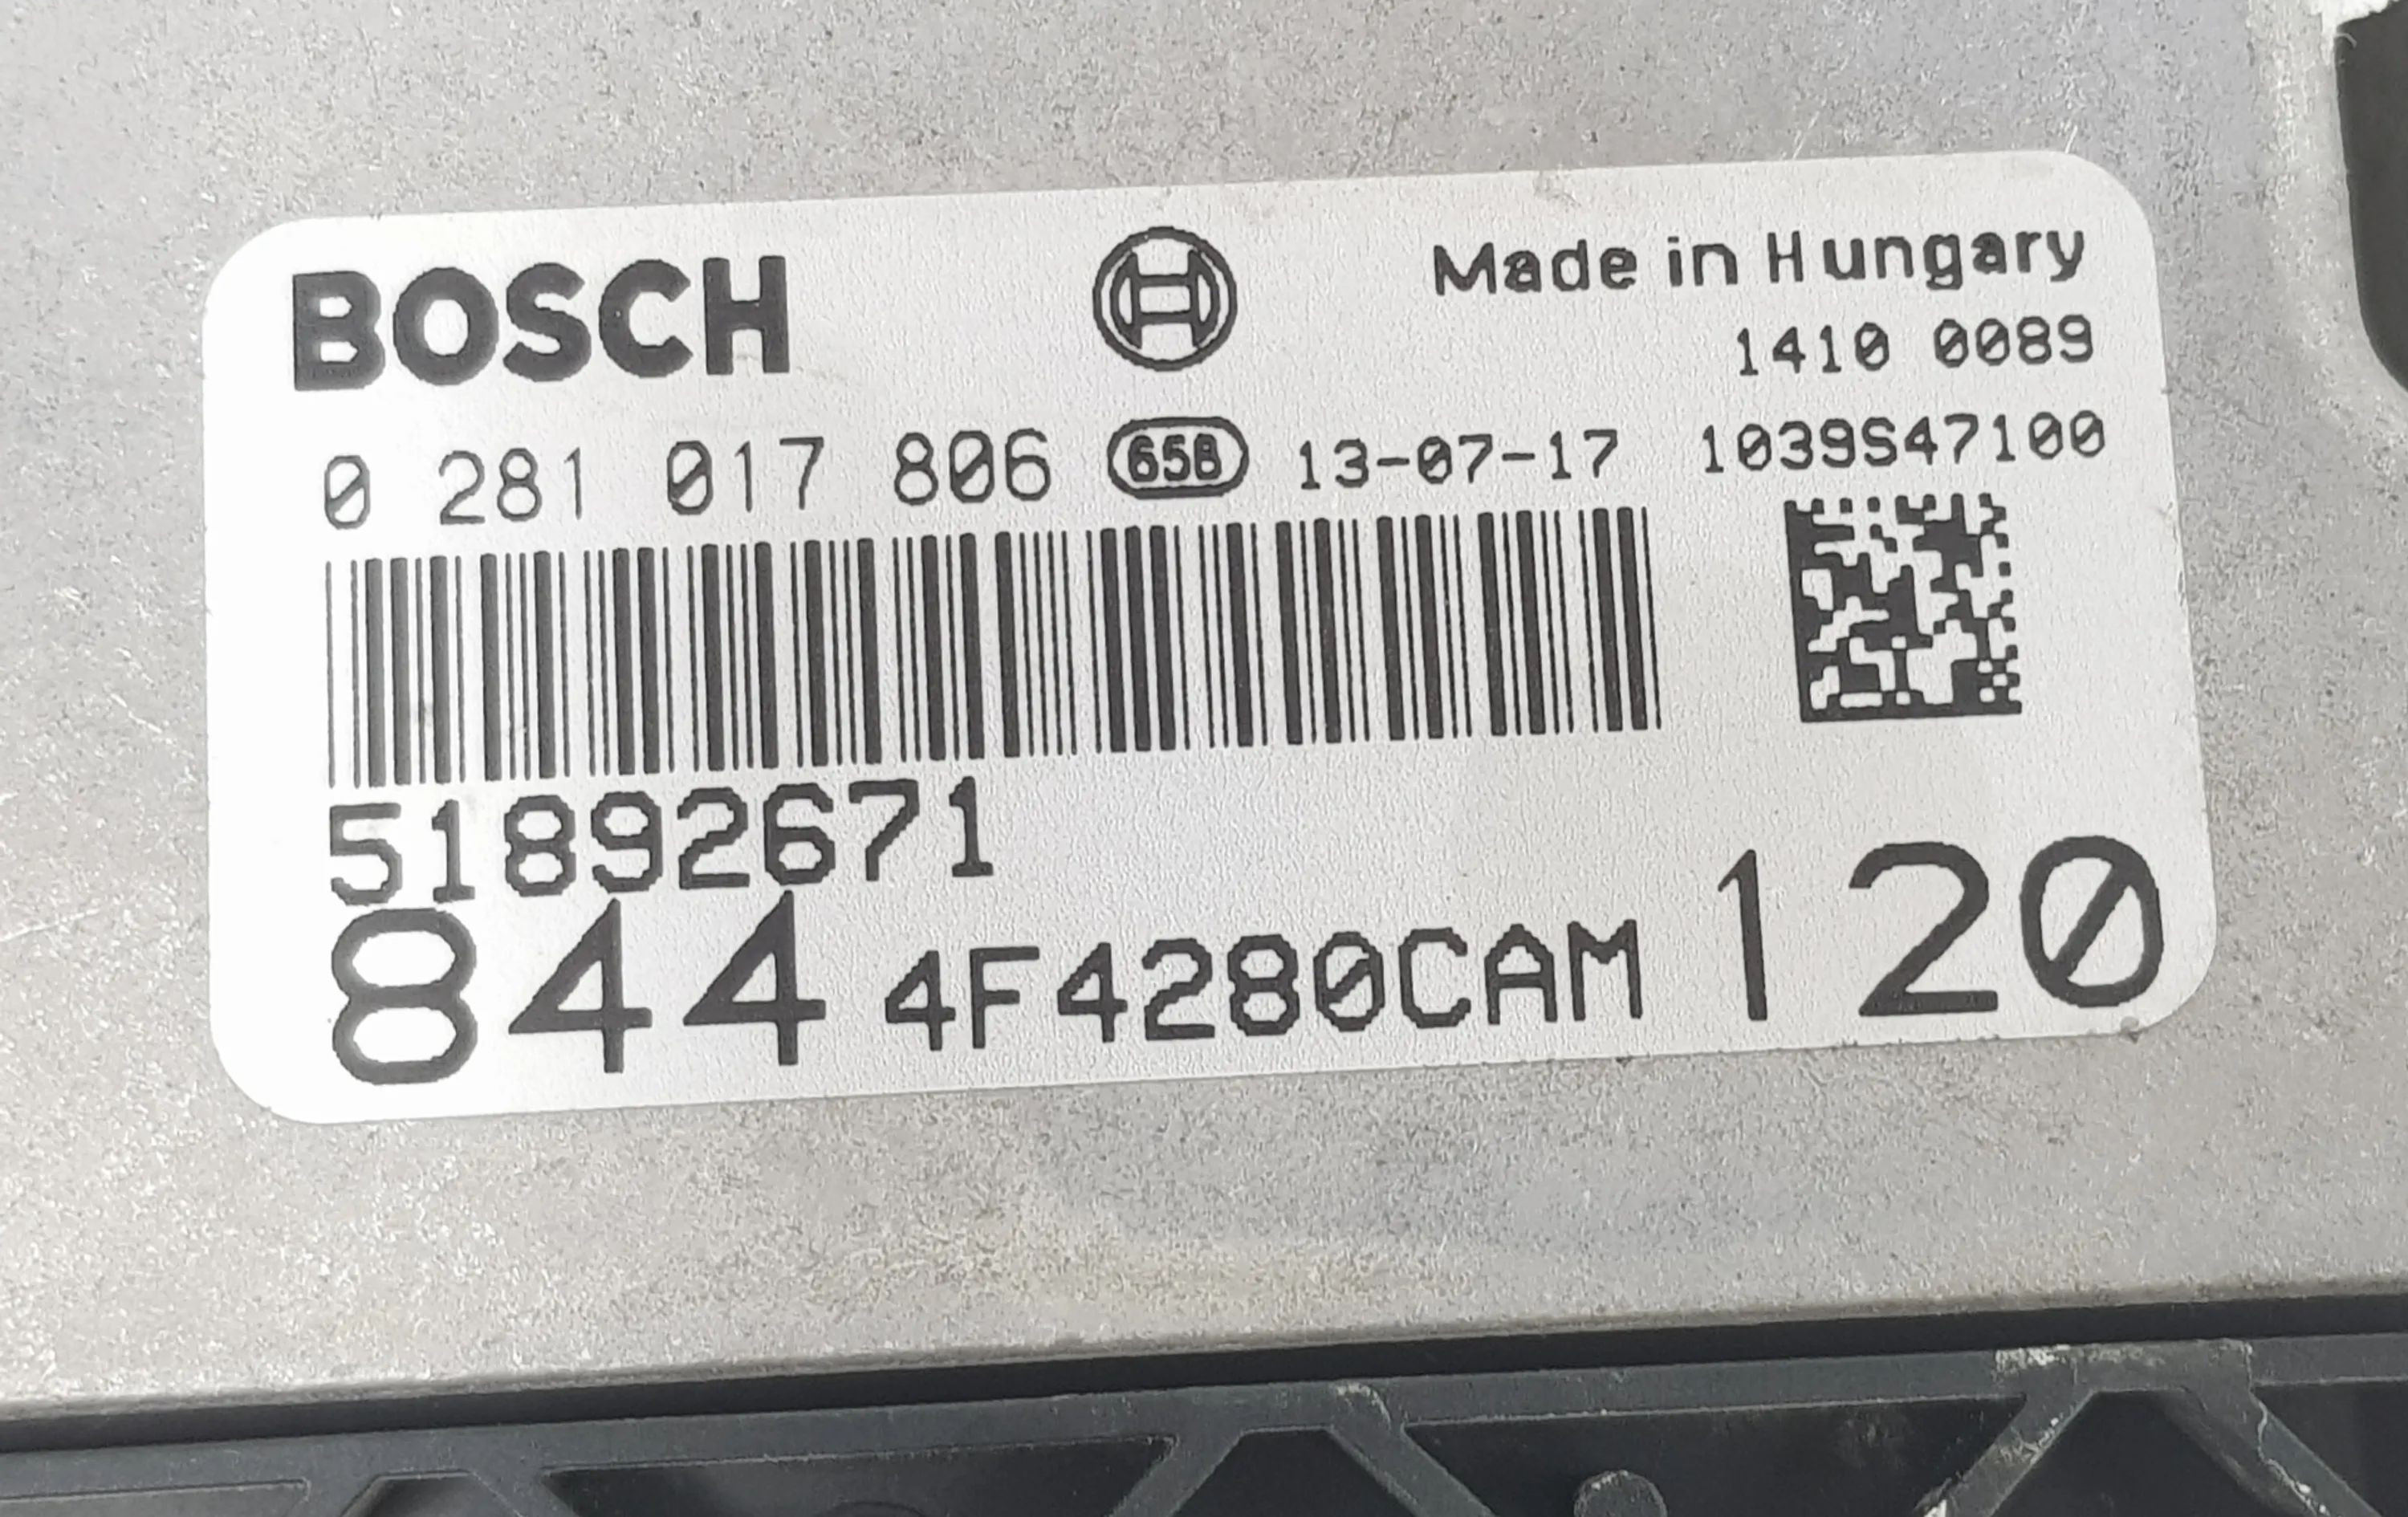 BOSCH
Made in Hungary
1410 0089
0 281 017 806 65B 13-07-17 1039S47100
51892671
844 4F4280CAM 120